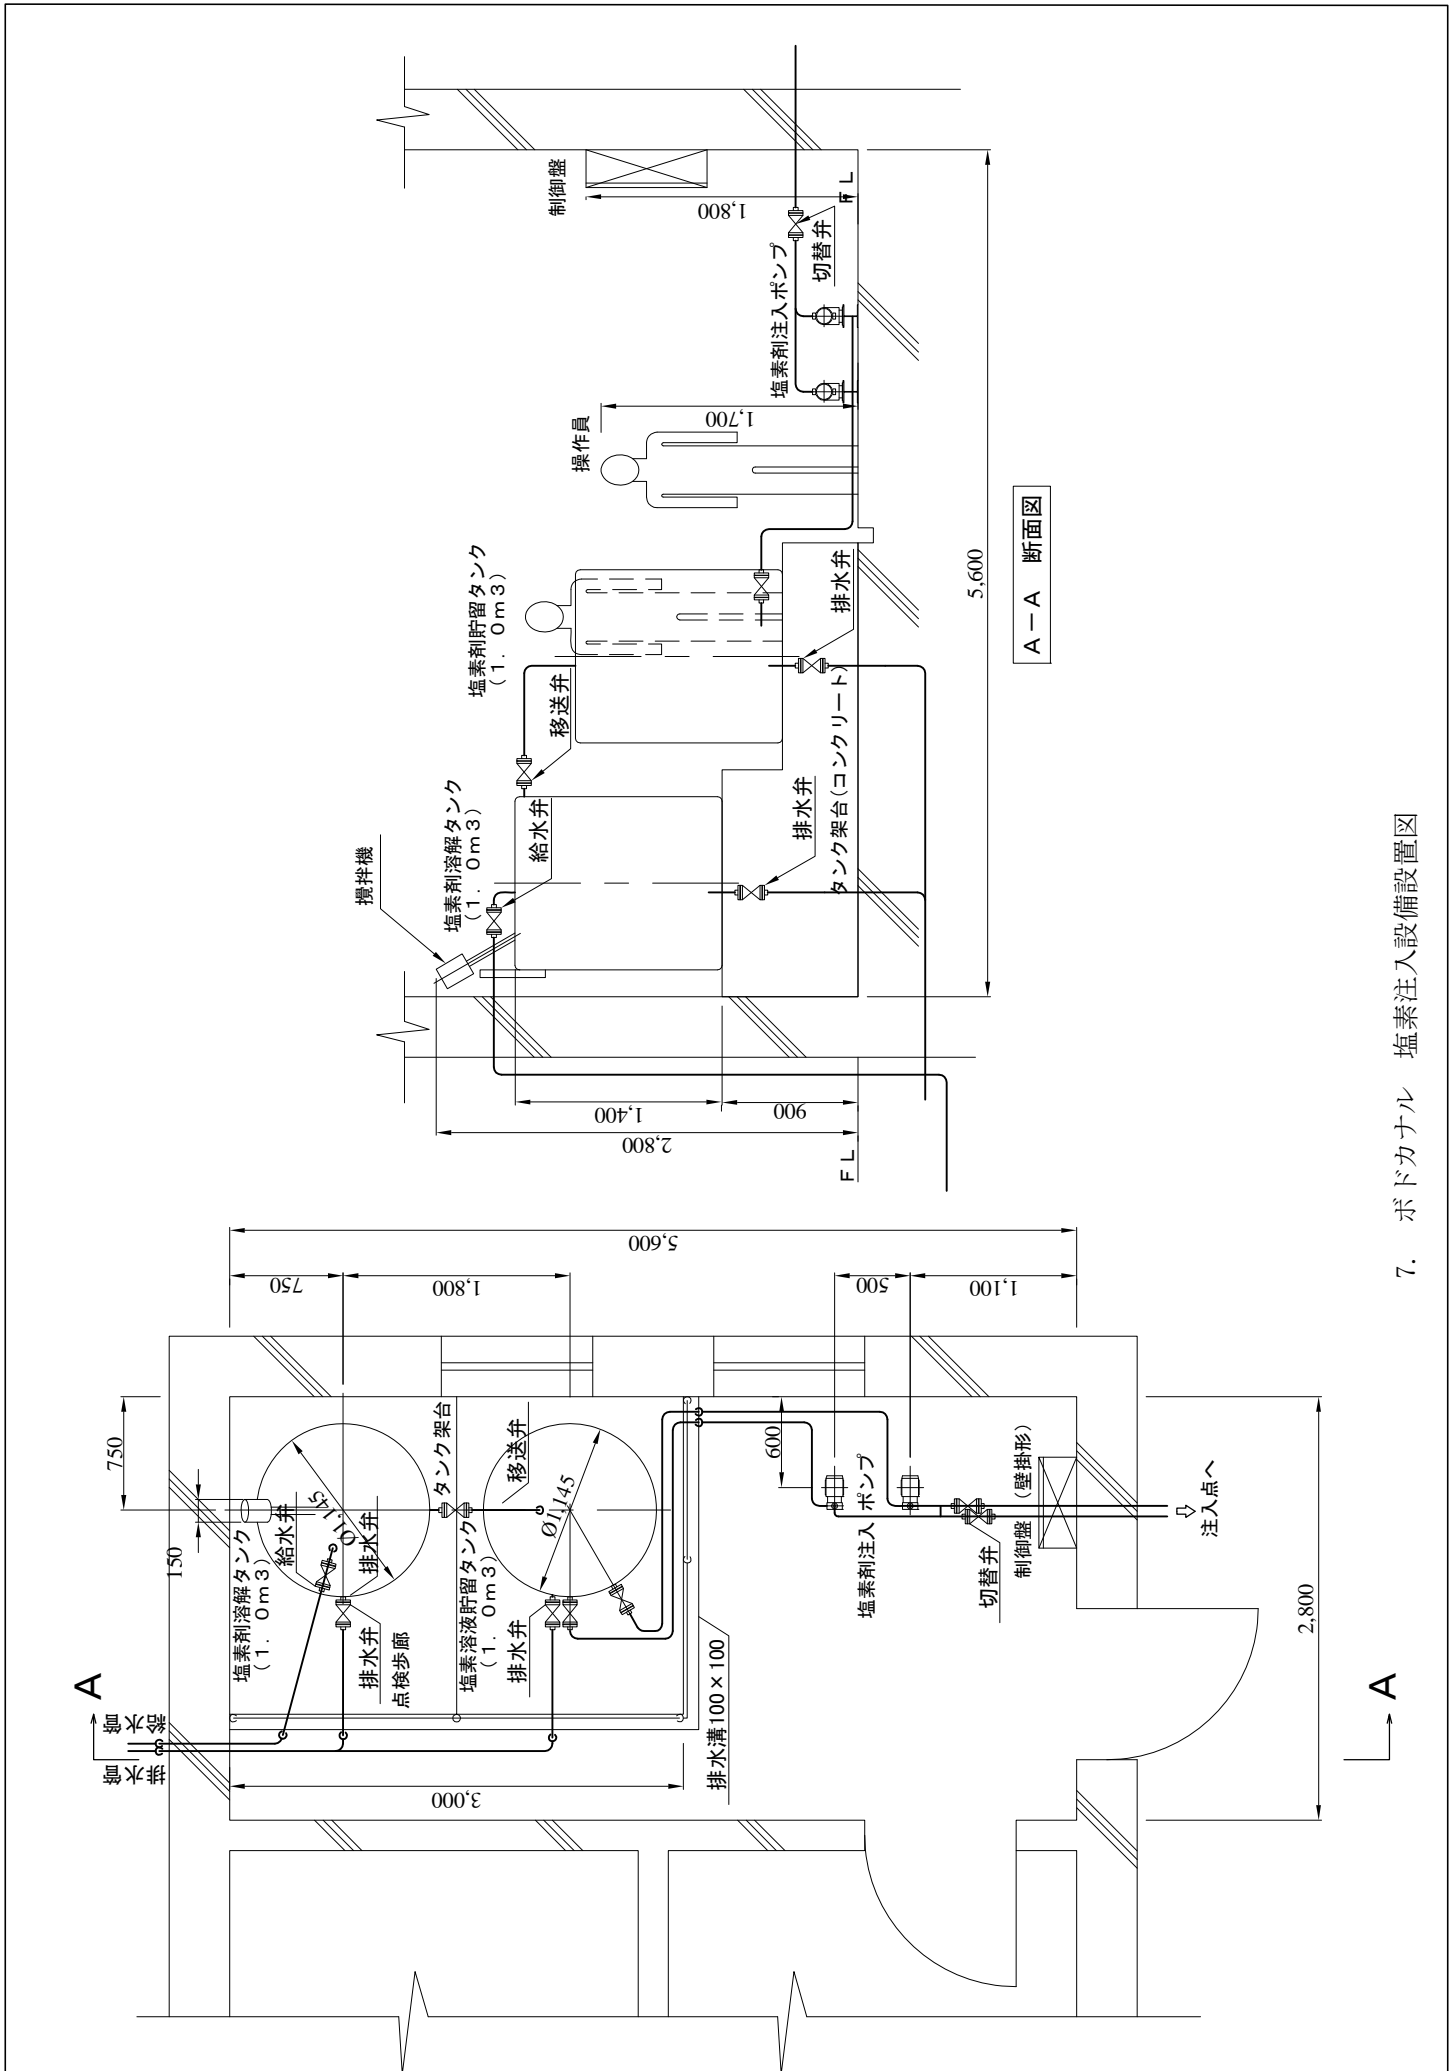 制御盤
1,800
ＦＬ
切替弁
塩素剤注入ポンプ
操作員
1,700
塩素剤貯留タンク
（１．０ｍ３）
移送弁
排水弁
塩素剤溶解タンク
（１．０ｍ３）
給水弁
排水弁
タンク架台（コンクリート）
攪拌機
1,400
900
2,800
ＦＬ
5,600
Ａ－Ａ　断面図
5,600
750
1,800
500
1,100
750
150
600
塩素剤溶解タンク
（１．０ｍ３）
給水弁
排水弁
Ø1,145
タンク架台
移送弁
Ø1,145
排水弁
点検歩廊
塩素溶液貯留タンク
（１．０ｍ３）
排水弁
塩素剤注入　ポンプ
切替弁
制御盤　（壁掛形）
注入点へ
2,800
排水溝100×100
3,000
給水管
排水管
Ａ
Ａ
7.　ボドカナル　塩素注入設備設置図